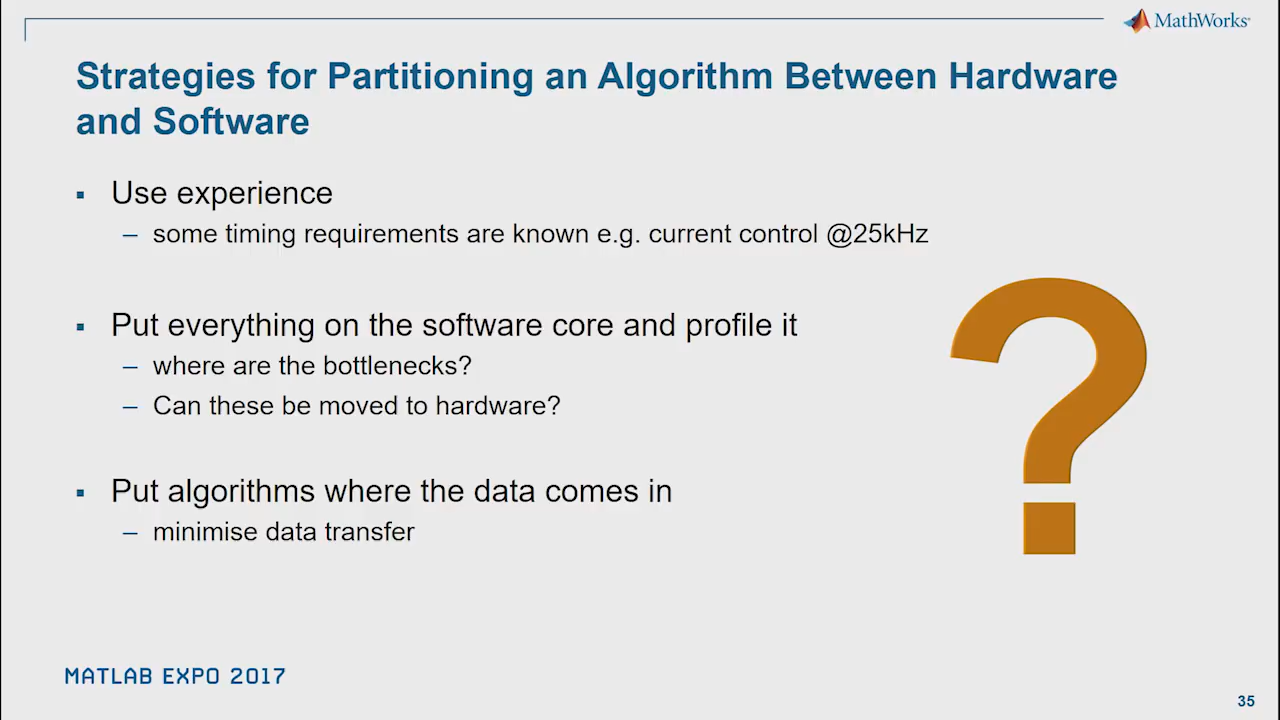 MathWorks®
Strategies for Partitioning an Algorithm Between Hardware
and Software
▪ Use experience
– some timing requirements are known e.g. current control @25kHz
▪ Put everything on the software core and profile it
– where are the bottlenecks?
– Can these be moved to hardware?
▪ Put algorithms where the data comes in
– minimise data transfer
?
MATLAB EXPO 2017
35